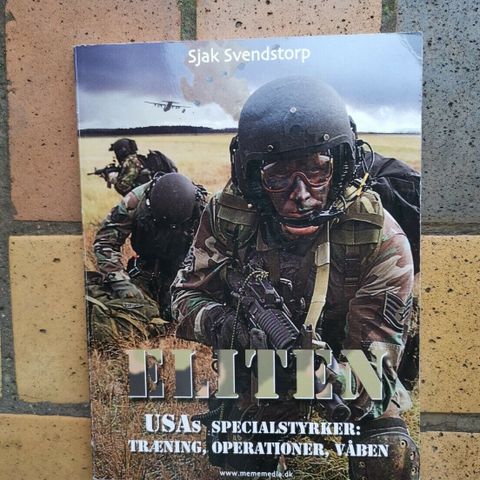 Sjak Svendstorp
ELITEN
USAs SPECIALSTYRKER:
TRÆNING, OPERATIONER, VÅBEN
www.mememedia.dk